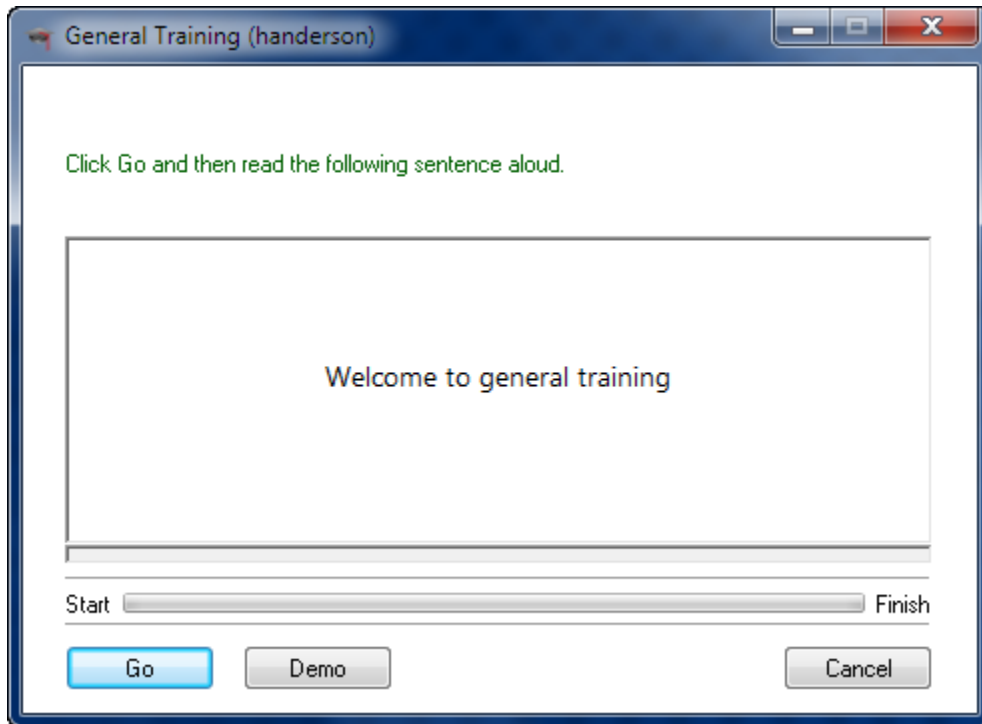 General Training (handerson)
Click Go and then read the following sentence aloud.
Welcome to general training
Start Finish
Go Demo Cancel